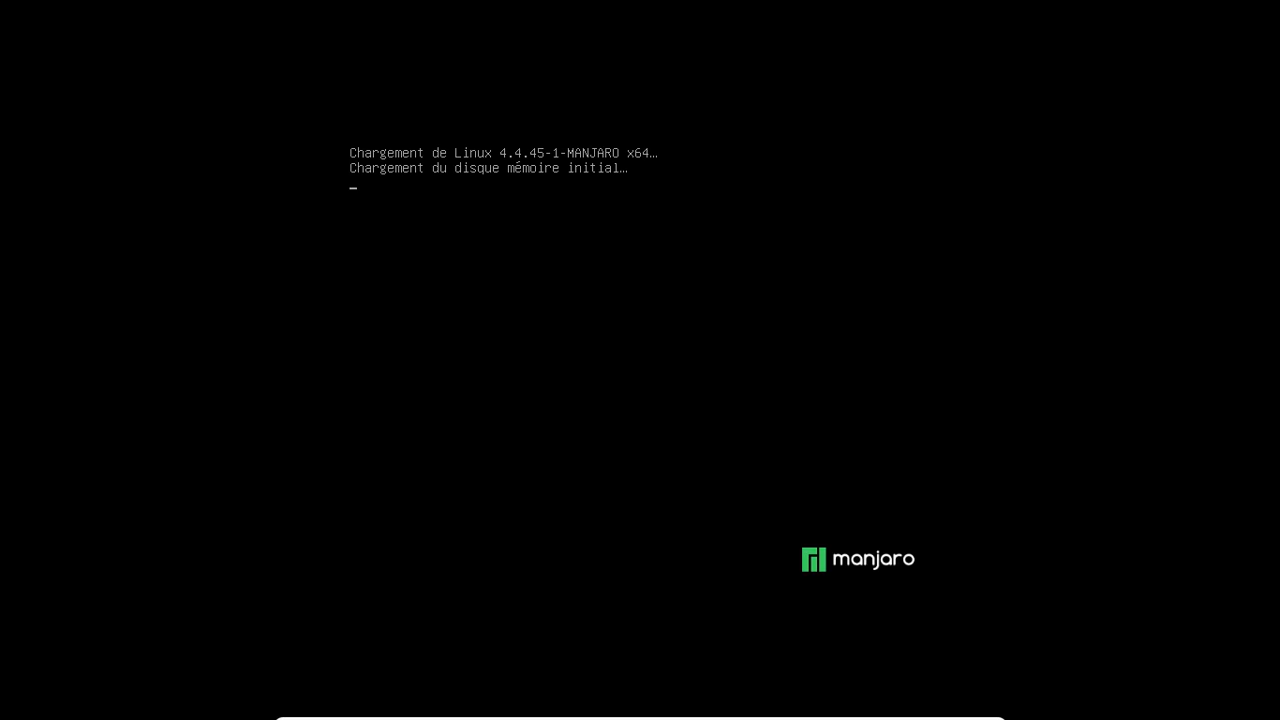 Chargement de Linux 4.4.45-1-MANJARO x64…
Chargement du disque mémoire initial…
manjaro